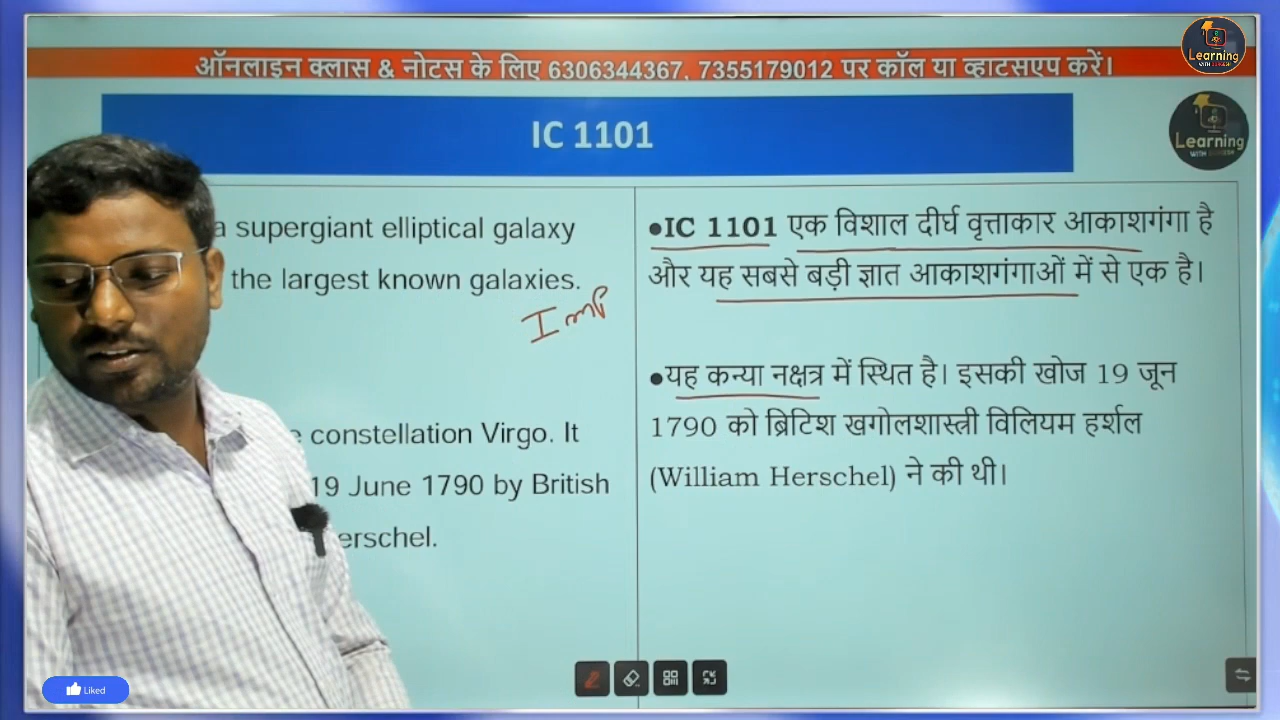 ऑनलाइन क्लास & नोटस के लिए 6306344367, 7355179012 पर कॉल या व्हाटसएप करें।
Learning
IC 1101
Learning
a supergiant elliptical galaxy
the largest known galaxies.
Imp
constellation Virgo. It
19 June 1790 by British
erschel.
●IC 1101 एक विशाल दीर्घ वृत्ताकार आकाशगंगा है
और यह सबसे बड़ी ज्ञात आकाशगंगाओं में से एक है।
●यह कन्या नक्षत्र में स्थित है। इसकी खोज 19 जून
1790 को ब्रिटिश खगोलशास्त्री विलियम हर्शल
(William Herschel) ने की थी।
Liked